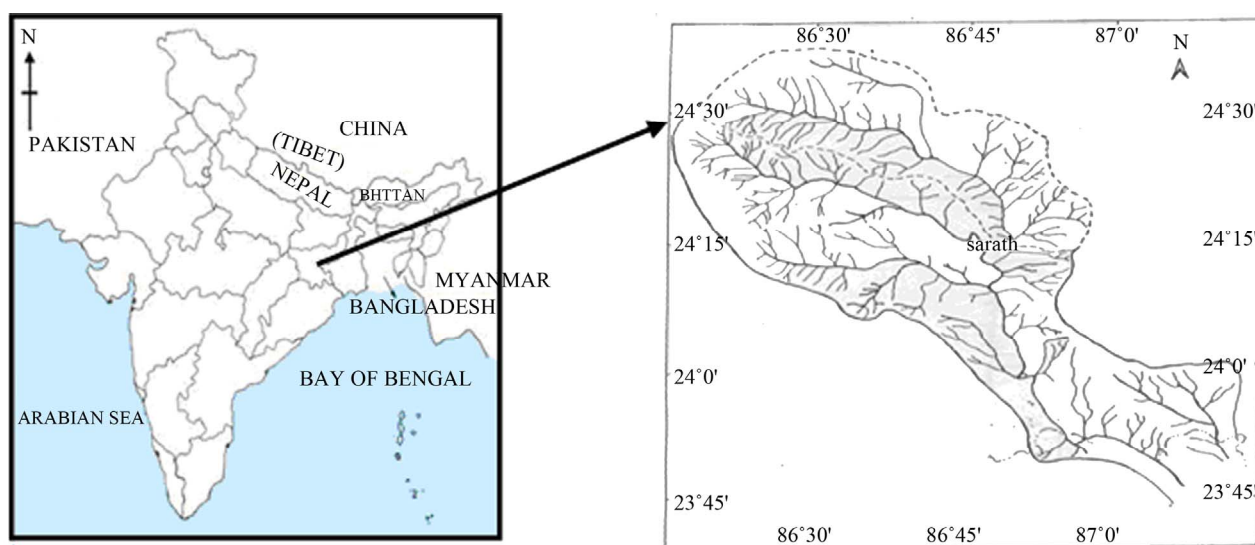 N
PAKISTAN
CHINA
(TIBET)
NEPAL
BHTTAN
MYANMAR
BANGLADESH
BAY OF BENGAL
ARABIAN SEA
86°30' 86°45' 87°0'
N
24°30' 24°30'
sarath
24°15' 24°15'
24°0' 24°0'
23°45' 23°45'
86°30' 86°45' 87°0'